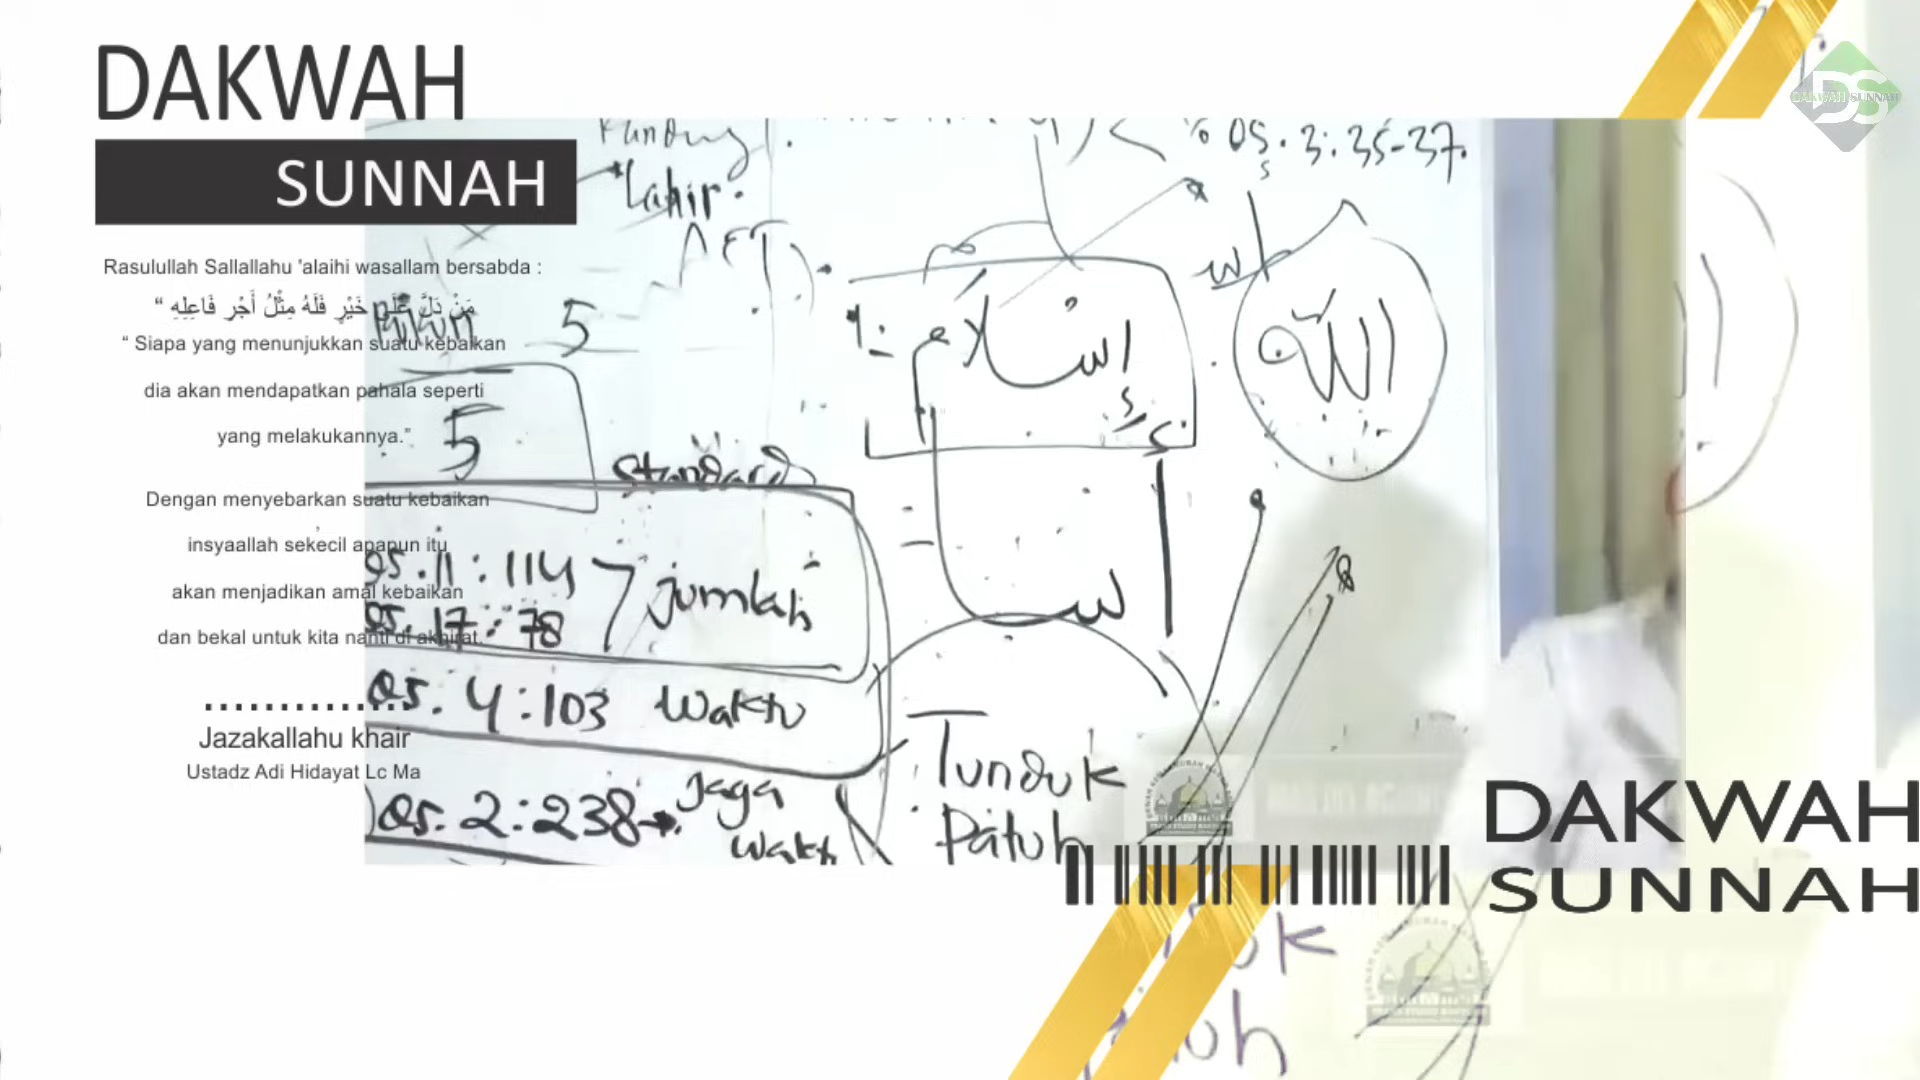 DAKWAH
SUNNAH
Rasulullah Sallallahu 'alaihi wasallam bersabda :
“ مَنْ دَلَّ عَلَى خَيْرٍ فَلَهُ مِثْلُ أَجْرِ فَاعِلِهِ
“ Siapa yang menunjukkan suatu kebaikan
dia akan mendapatkan pahala seperti
yang melakukannya.”
Dengan menyebarkan suatu kebaikan
insyaallah sekecil apapun itu
akan menjadikan amal kebaikan
dan bekal untuk kita nanti di akhirat.
Jazakallahu khair
Ustadz Adi Hidayat Lc Ma
Lahir.
5
5
Standard
QS. 11 : 114
QS. 17 : 78
Jumlah
QS. 4 : 103 Waktu
QS. 2 : 238 Jaga
Waktu
QS. 3 : 35-37.
إسلام
الله
Tunduk
Patuh
DAKWAH
SUNNAH
DS
DAKWAH SUNNAH